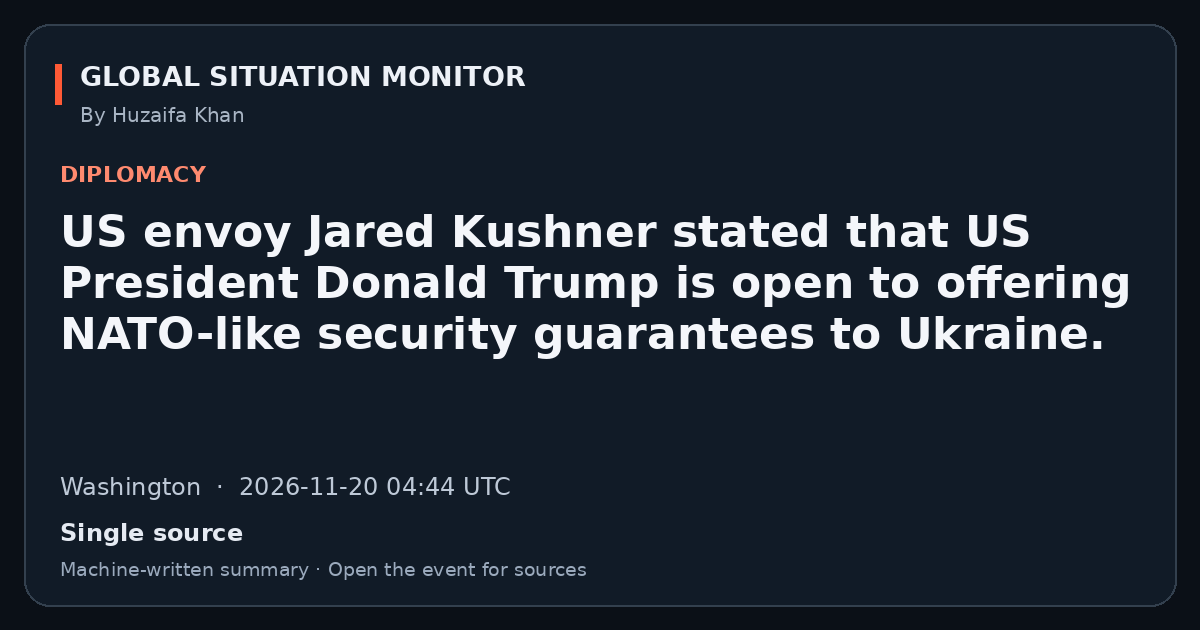 GLOBAL SITUATION MONITOR
By Huzaifa Khan
DIPLOMACY
US envoy Jared Kushner stated that US
President Donald Trump is open to offering
NATO-like security guarantees to Ukraine.
Washington · 2026-11-20 04:44 UTC
Single source
Machine-written summary · Open the event for sources